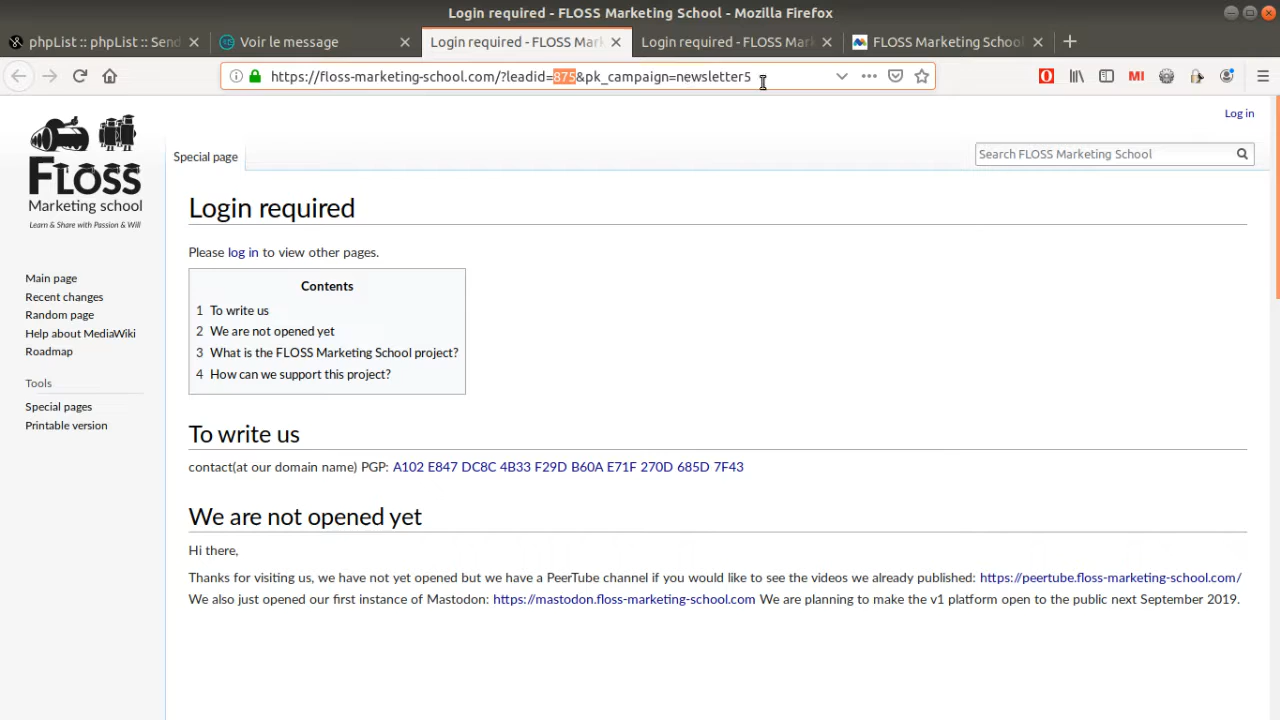 Login required - FLOSS Marketing School - Mozilla Firefox
phpList :: phpList :: Send
Voir le message
Login required - FLOSS Mark
Login required - FLOSS Mark
FLOSS Marketing School
https://floss-marketing-school.com/?leadid=875&pk_campaign=newsletter5
Log in
Special page
Search FLOSS Marketing School
FLOSS
Marketing school
Learn & Share with Passion & Will
Main page
Recent changes
Random page
Help about MediaWiki
Roadmap
Tools
Special pages
Printable version
Login required
Please log in to view other pages.
Contents
1 To write us
2 We are not opened yet
3 What is the FLOSS Marketing School project?
4 How can we support this project?
To write us
contact(at our domain name) PGP: A102 E847 DC8C 4B33 F29D B60A E71F 270D 685D 7F43
We are not opened yet
Hi there,
Thanks for visiting us, we have not yet opened but we have a PeerTube channel if you would like to see the videos we already published: https://peertube.floss-marketing-school.com/
We also just opened our first instance of Mastodon: https://mastodon.floss-marketing-school.com We are planning to make the v1 platform open to the public next September 2019.